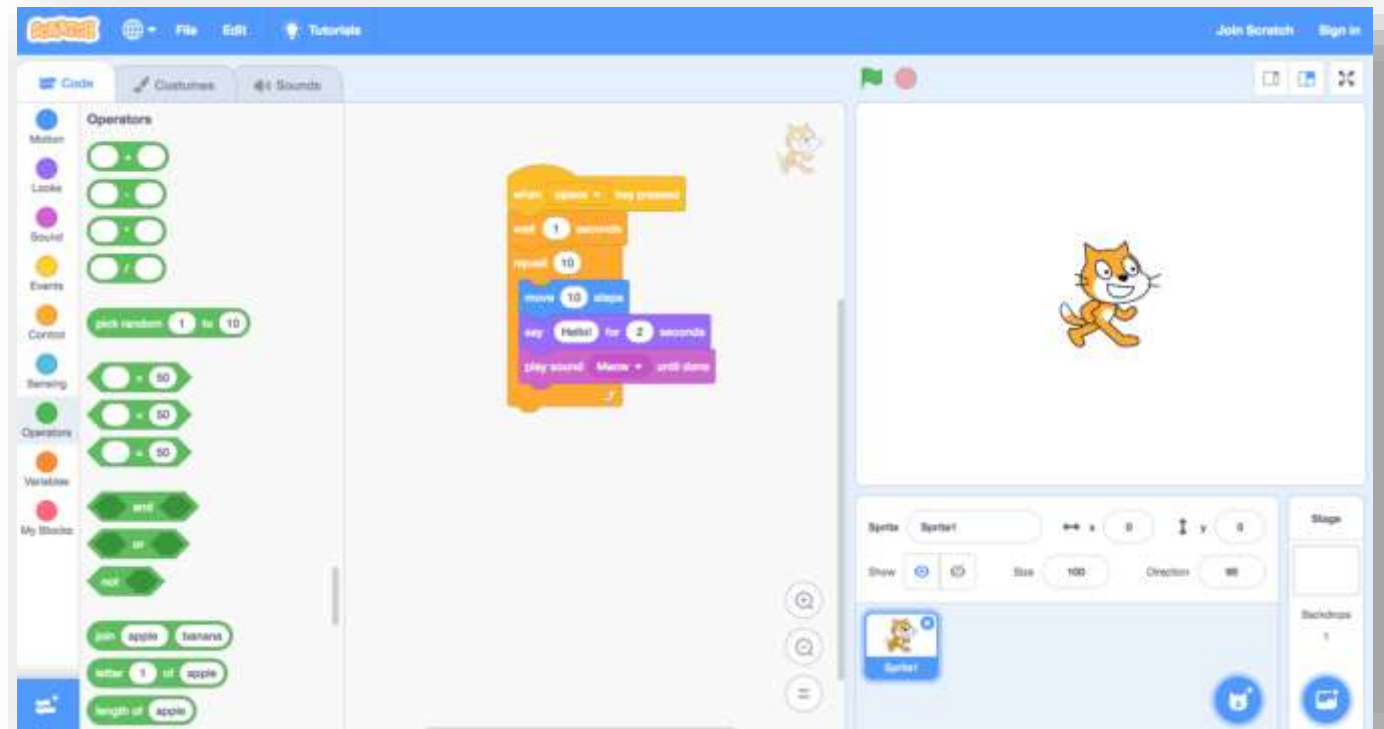 SCRATCH File Edit Tutorials Join Scratch Sign in
Code Costumes Sounds
Motion
Looks
Sound
Events
Control
Sensing
Operators
Variables
My Blocks
Operators
+
-
*
/
pick random 1 to 10
50
50
= 50
and
or
not
join apple banana
letter 1 of apple
length of apple
when space key pressed
wait 1 seconds
repeat 10
move 10 steps
say Hello! for 2 seconds
play sound Meow until done
Sprite Sprite1 x 0 y 0
Show Size 100 Direction 90
Sprite1
Stage
Backdrops
1